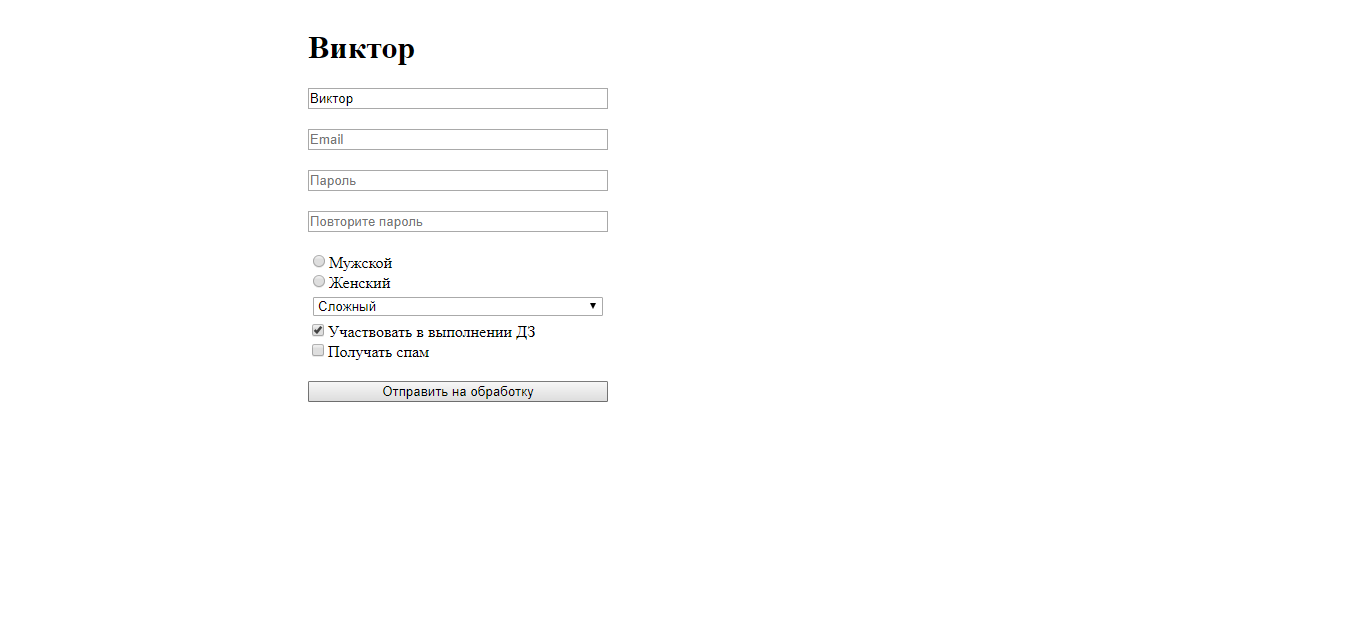 Виктор
Виктор
Email
Пароль
Повторите пароль
Мужской
Женский
Сложный
Участвовать в выполнении ДЗ
Получать спам
Отправить на обработку